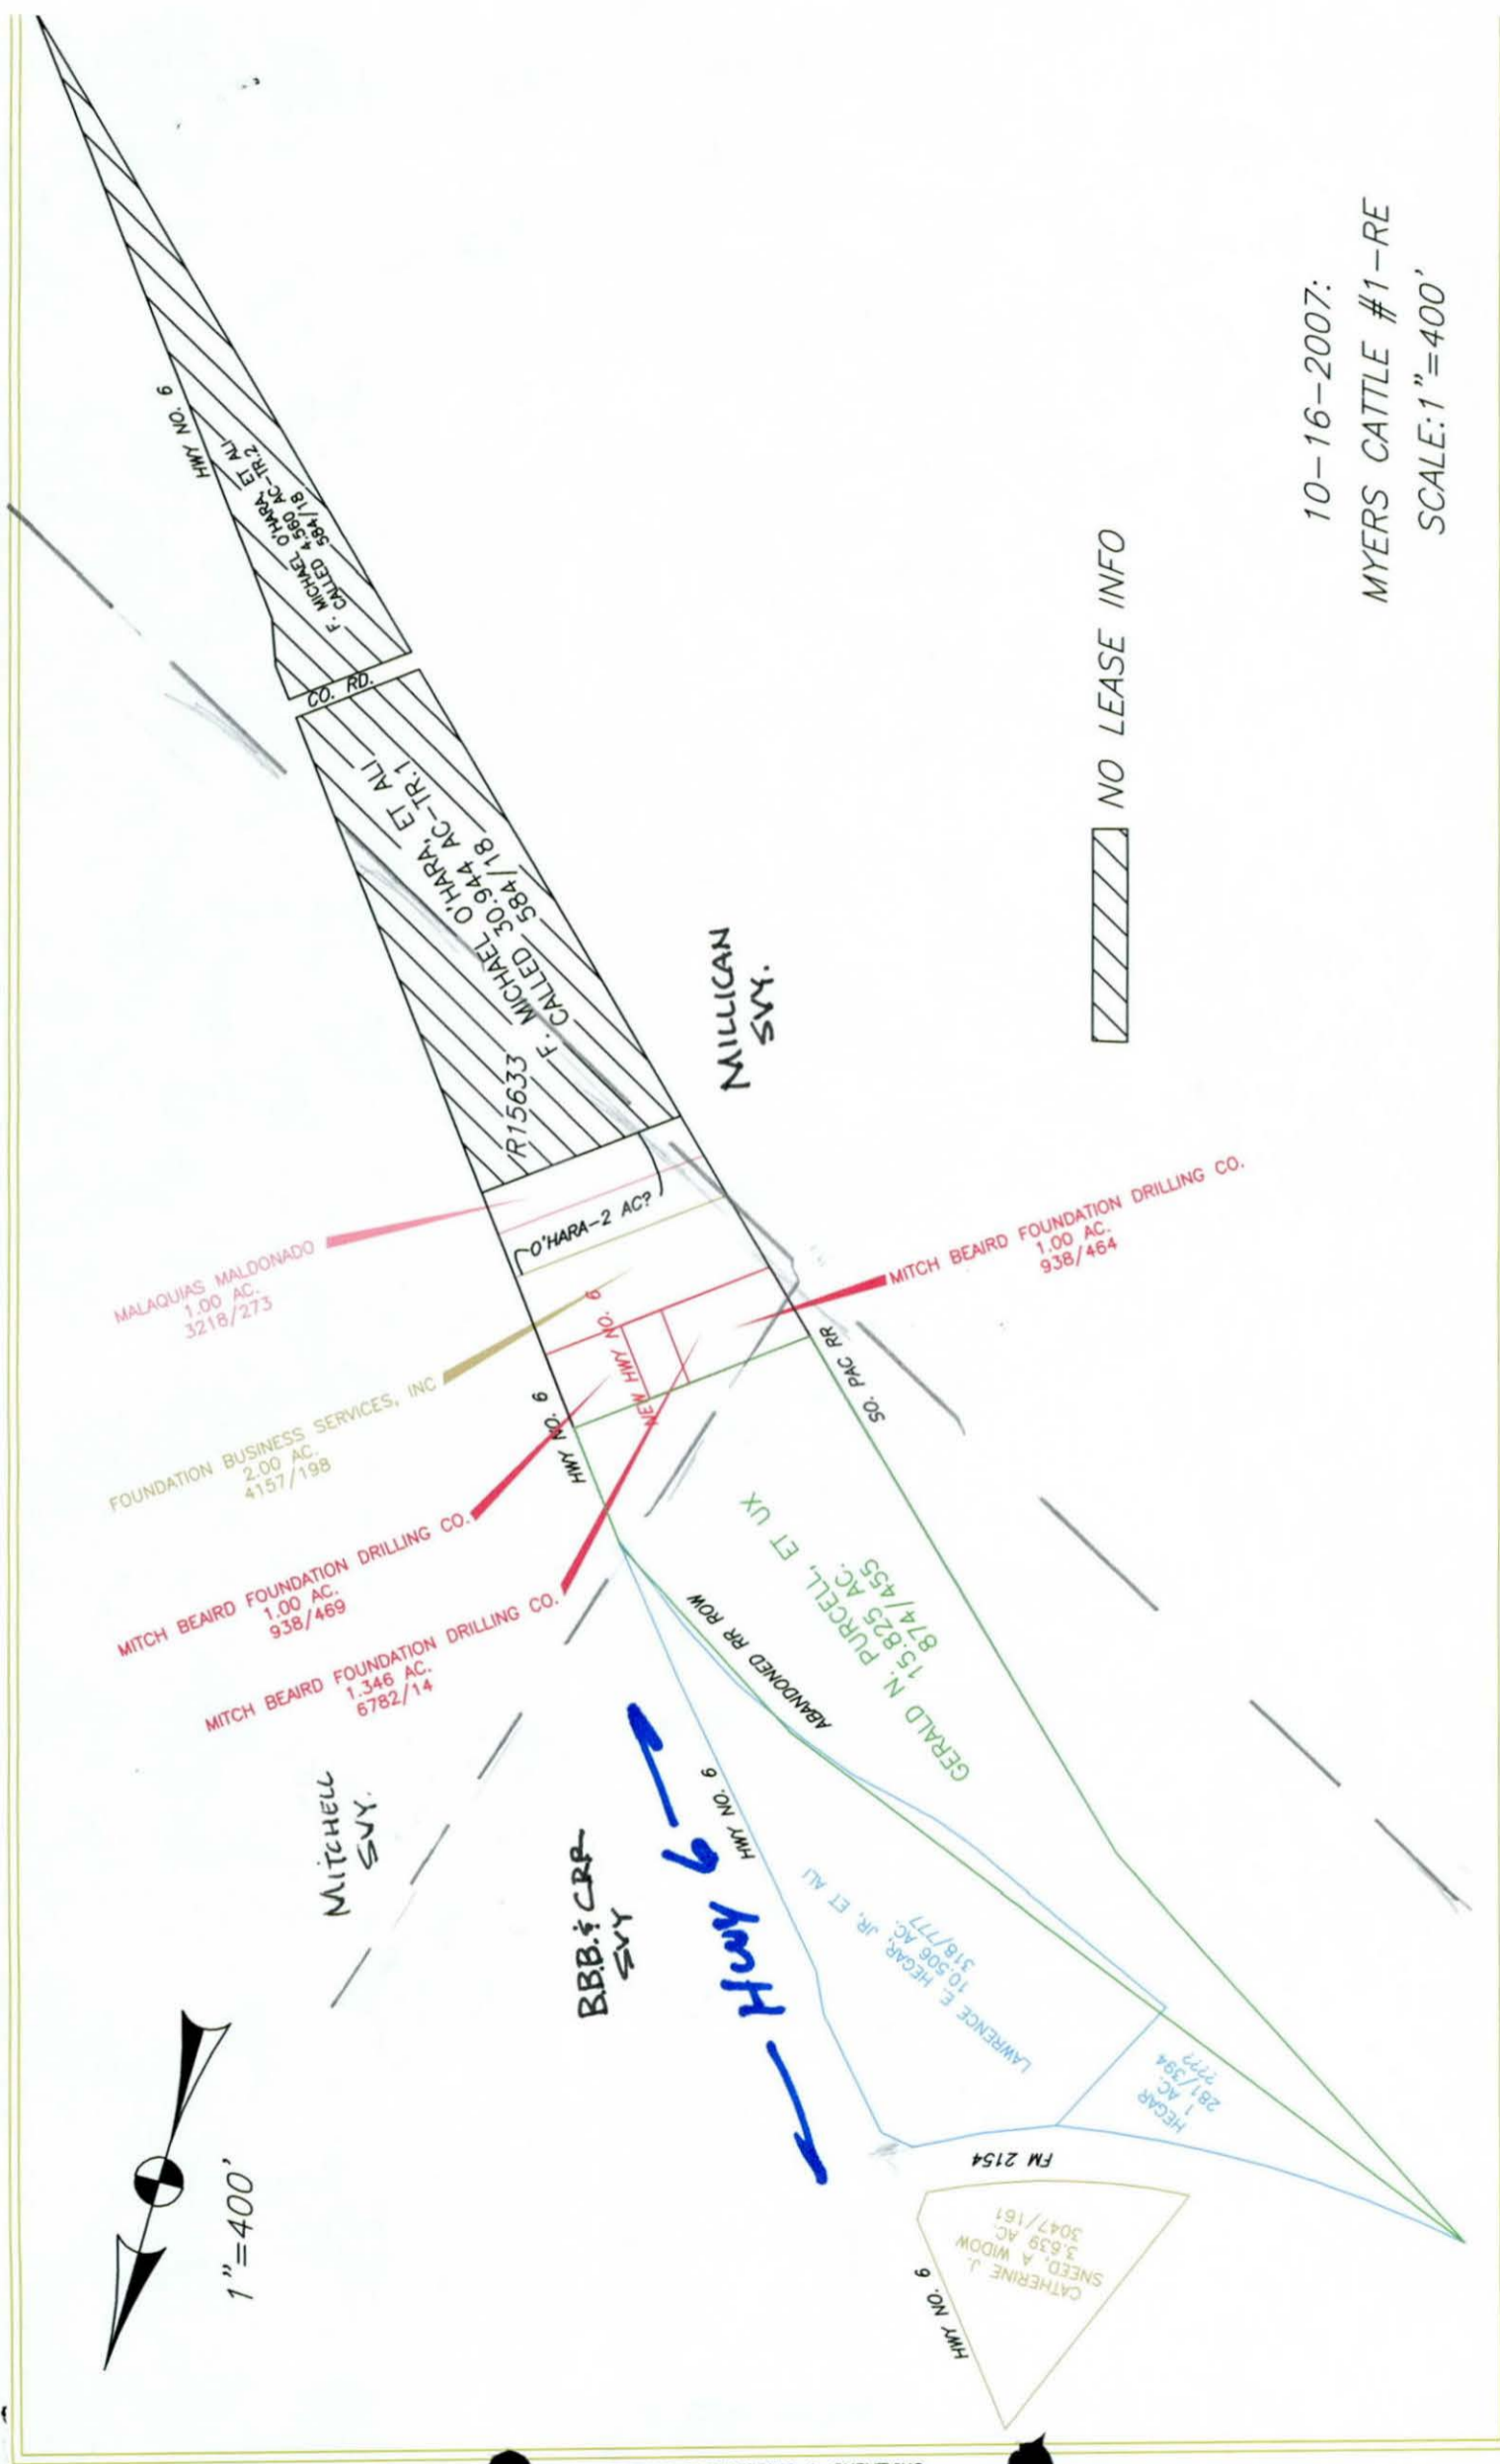 HWY NO. 6
F. MICHAEL O'HARA, ET ALI
CALLED 4.560 AC-TR.2
584/18
CO. RD.
F. MICHAEL O'HARA, ET ALI
CALLED 30.944 AC-TR.1
584/18
R15633
10-16-2007:
MYERS CATTLE #1-RE
SCALE: 1"=400'
NO LEASE INFO
MILLICAN
SVY.
O'HARA-2 AC?
MALAQUIAS MALDONADO
1.00 AC.
3218/273
FOUNDATION BUSINESS SERVICES, INC
2.00 AC.
4157/198
MITCH BEAIRD FOUNDATION DRILLING CO.
1.00 AC.
938/469
MITCH BEAIRD FOUNDATION DRILLING CO.
1.346 AC.
6782/14
MITCH BEAIRD FOUNDATION DRILLING CO.
1.00 AC.
938/464
NEW HWY NO. 6
HWY NO. 6
SO. PAC RR
GERALD N. PURCELL, ET UX
15.825 AC.
874/455
ABANDONED RR ROW
MITCHELL
SVY.
B.B.B. & C.RR
SVY
HWY 6
HWY NO. 6
LAWRENCE E. HEGAR, JR, ET ALI
10.506 AC.
318/777
HEGAR
1 AC.
281/394
????
FM 2154
CATHERINE J.
SNEED, A WIDOW
3.639 AC.
3047/161
HWY NO. 6
1"=400'